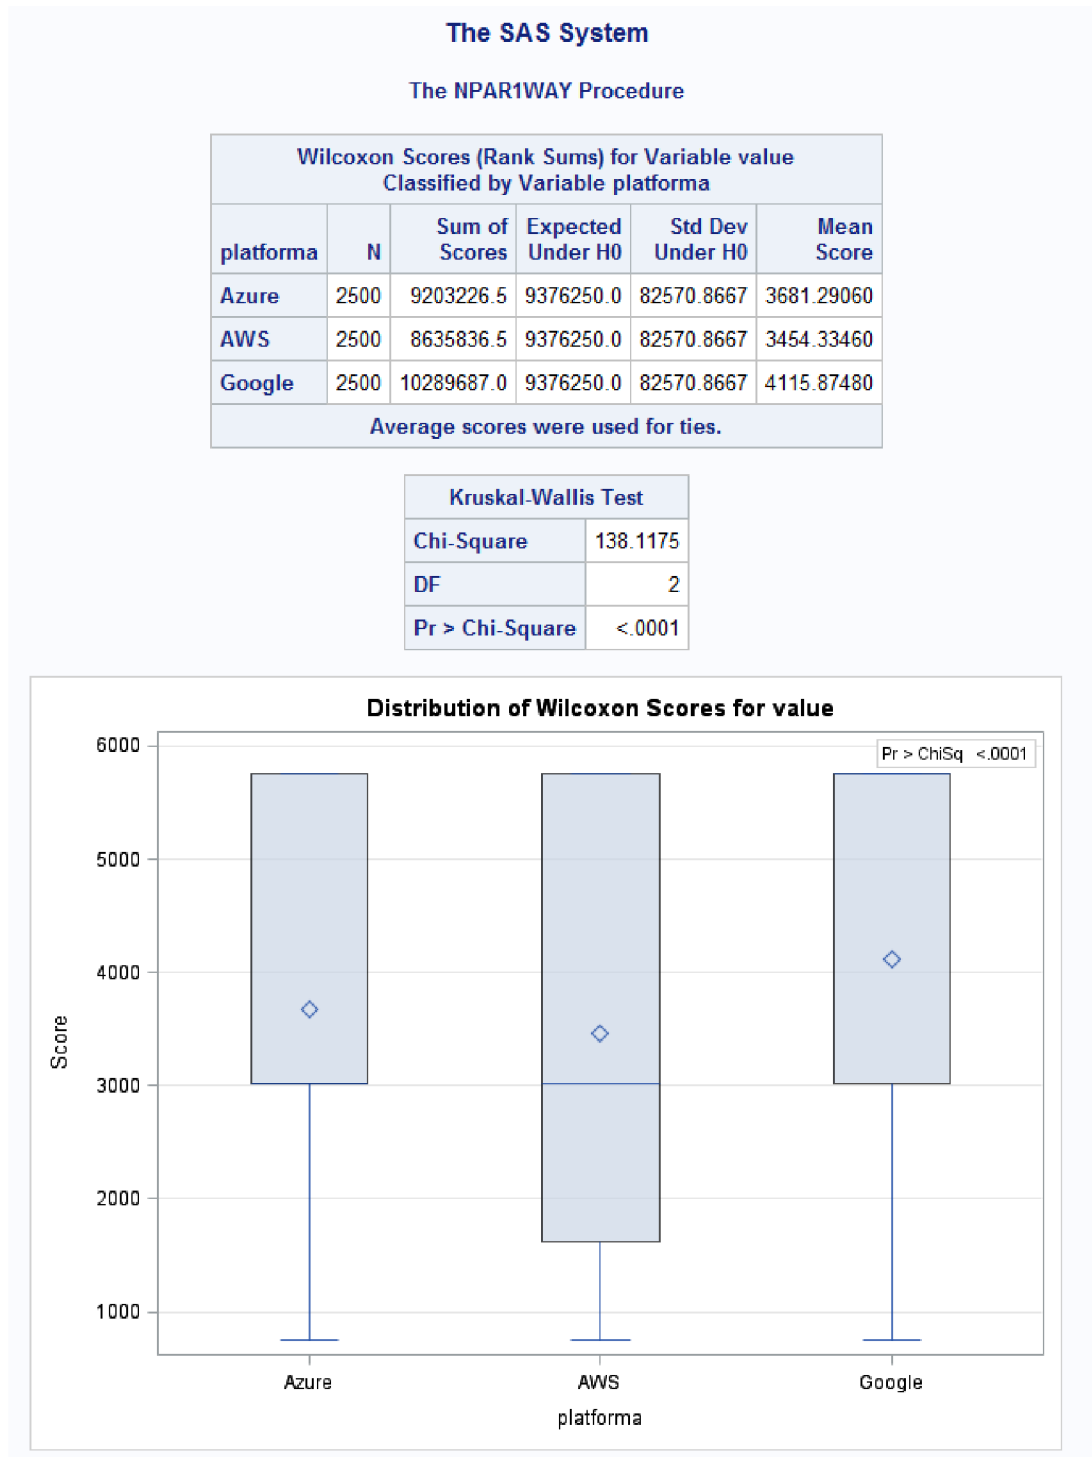 The SAS System
The NPAR1WAY Procedure
Wilcoxon Scores (Rank Sums) for Variable value
Classified by Variable platforma
platforma N Sum of Scores Expected Under H0 Std Dev Under H0 Mean Score
Azure 2500 9203226.5 9376250.0 82570.8667 3681.29060
AWS 2500 8635836.5 9376250.0 82570.8667 3454.33460
Google 2500 10289687.0 9376250.0 82570.8667 4115.87480
Average scores were used for ties.
Kruskal-Wallis Test
Chi-Square 138.1175
DF 2
Pr > Chi-Square <.0001
Distribution of Wilcoxon Scores for value
Pr > ChiSq <.0001
6000
5000
4000
3000
2000
1000
Score
Azure AWS Google
platforma